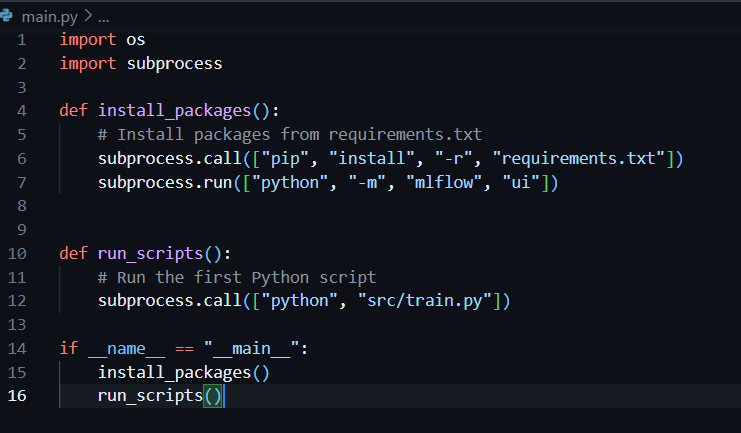 main.py > ...
1 import os
2 import subprocess
3
4 def install_packages():
5     # Install packages from requirements.txt
6     subprocess.call(["pip", "install", "-r", "requirements.txt"])
7     subprocess.run(["python", "-m", "mlflow", "ui"])
8
9
10 def run_scripts():
11     # Run the first Python script
12     subprocess.call(["python", "src/train.py"])
13
14 if __name__ == "__main__":
15     install_packages()
16     run_scripts()